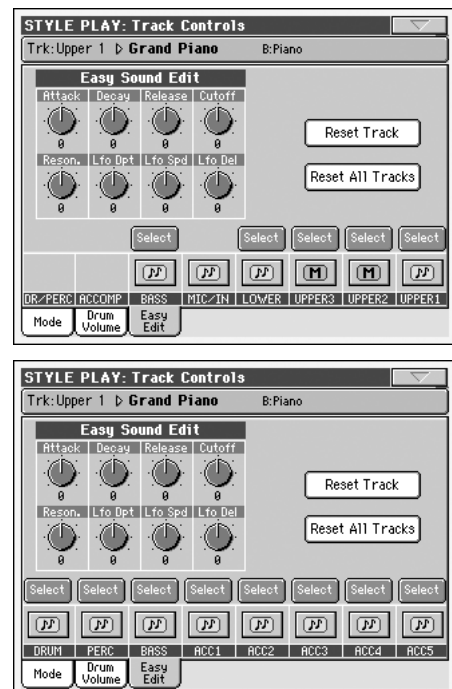 STYLE PLAY: Track Controls
Trk:Upper 1 ▷ Grand Piano B:Piano
Easy Sound Edit
Attack Decay Release Cutoff
0 0 0 0
Reson. Lfo Dpt Lfo Spd Lfo Del
0 0 0 0
Reset Track
Reset All Tracks
Select Select Select Select Select
M M
DR/PERC ACCOMP BASS MIC/IN LOWER UPPER3 UPPER2 UPPER1
Mode Drum Volume Easy Edit
STYLE PLAY: Track Controls
Trk:Upper 1 ▷ Grand Piano B:Piano
Easy Sound Edit
Attack Decay Release Cutoff
0 0 0 0
Reson. Lfo Dpt Lfo Spd Lfo Del
0 0 0 0
Reset Track
Reset All Tracks
Select Select Select Select Select Select Select Select
DRUM PERC BASS ACC1 ACC2 ACC3 ACC4 ACC5
Mode Drum Volume Easy Edit